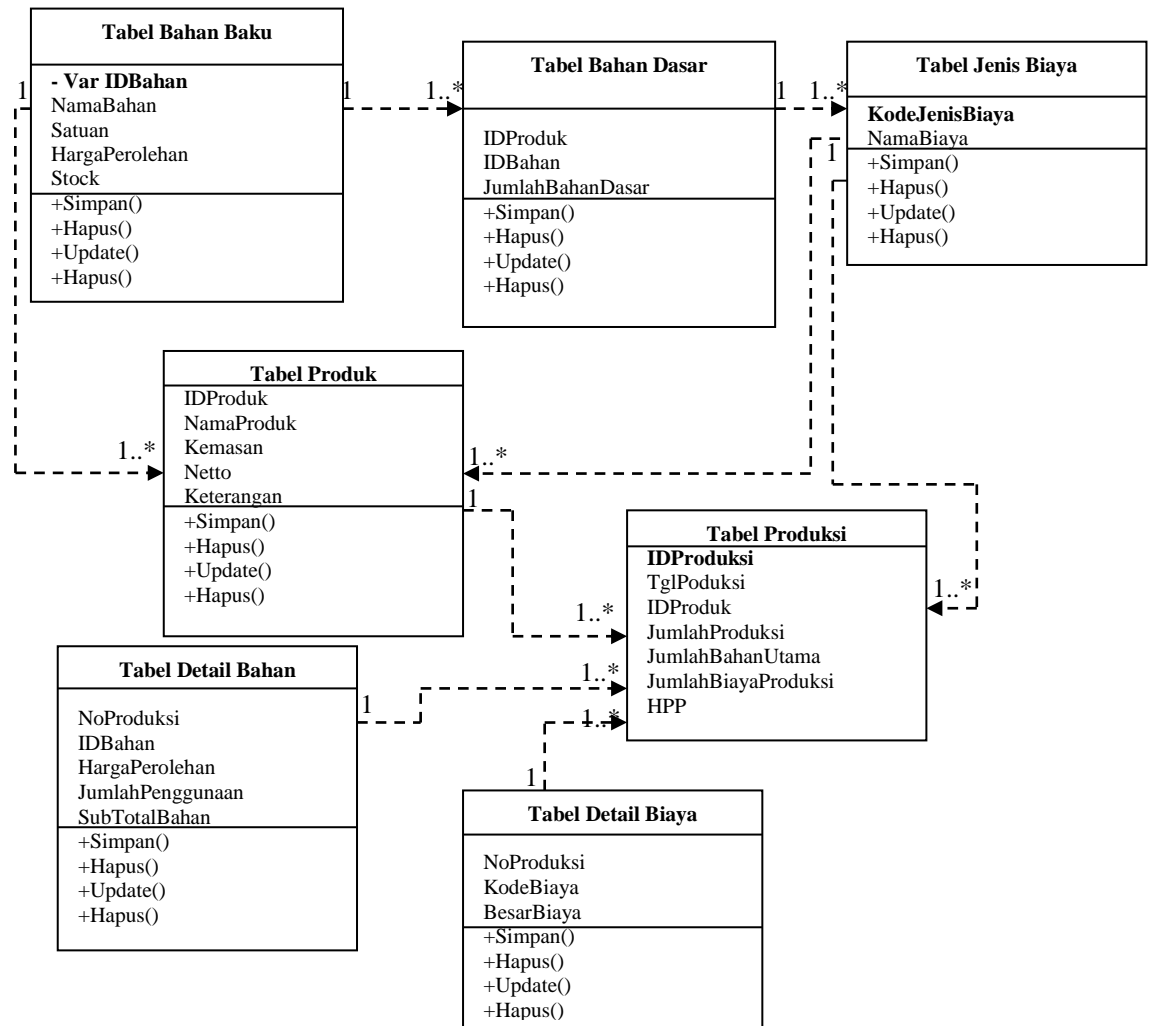 Tabel Bahan Baku
- Var IDBahan
NamaBahan
Satuan
HargaPerolehan
Stock
+Simpan()
+Hapus()
+Update()
+Hapus()
1
1
1..*
Tabel Bahan Dasar
IDProduk
IDBahan
JumlahBahanDasar
+Simpan()
+Hapus()
+Update()
+Hapus()
1
1..*
Tabel Jenis Biaya
KodeJenisBiaya
NamaBiaya
+Simpan()
+Hapus()
+Update()
+Hapus()
1
1..*
Tabel Produk
IDProduk
NamaProduk
Kemasan
Netto
Keterangan
+Simpan()
+Hapus()
+Update()
+Hapus()
1..*
1
1..*
Tabel Produksi
IDProduksi
TglPoduksi
IDProduk
JumlahProduksi
JumlahBahanUtama
JumlahBiayaProduksi
HPP
1..*
Tabel Detail Bahan
NoProduksi
IDBahan
HargaPerolehan
JumlahPenggunaan
SubTotalBahan
+Simpan()
+Hapus()
+Update()
+Hapus()
1
1..*
1..*
1
Tabel Detail Biaya
NoProduksi
KodeBiaya
BesarBiaya
+Simpan()
+Hapus()
+Update()
+Hapus()